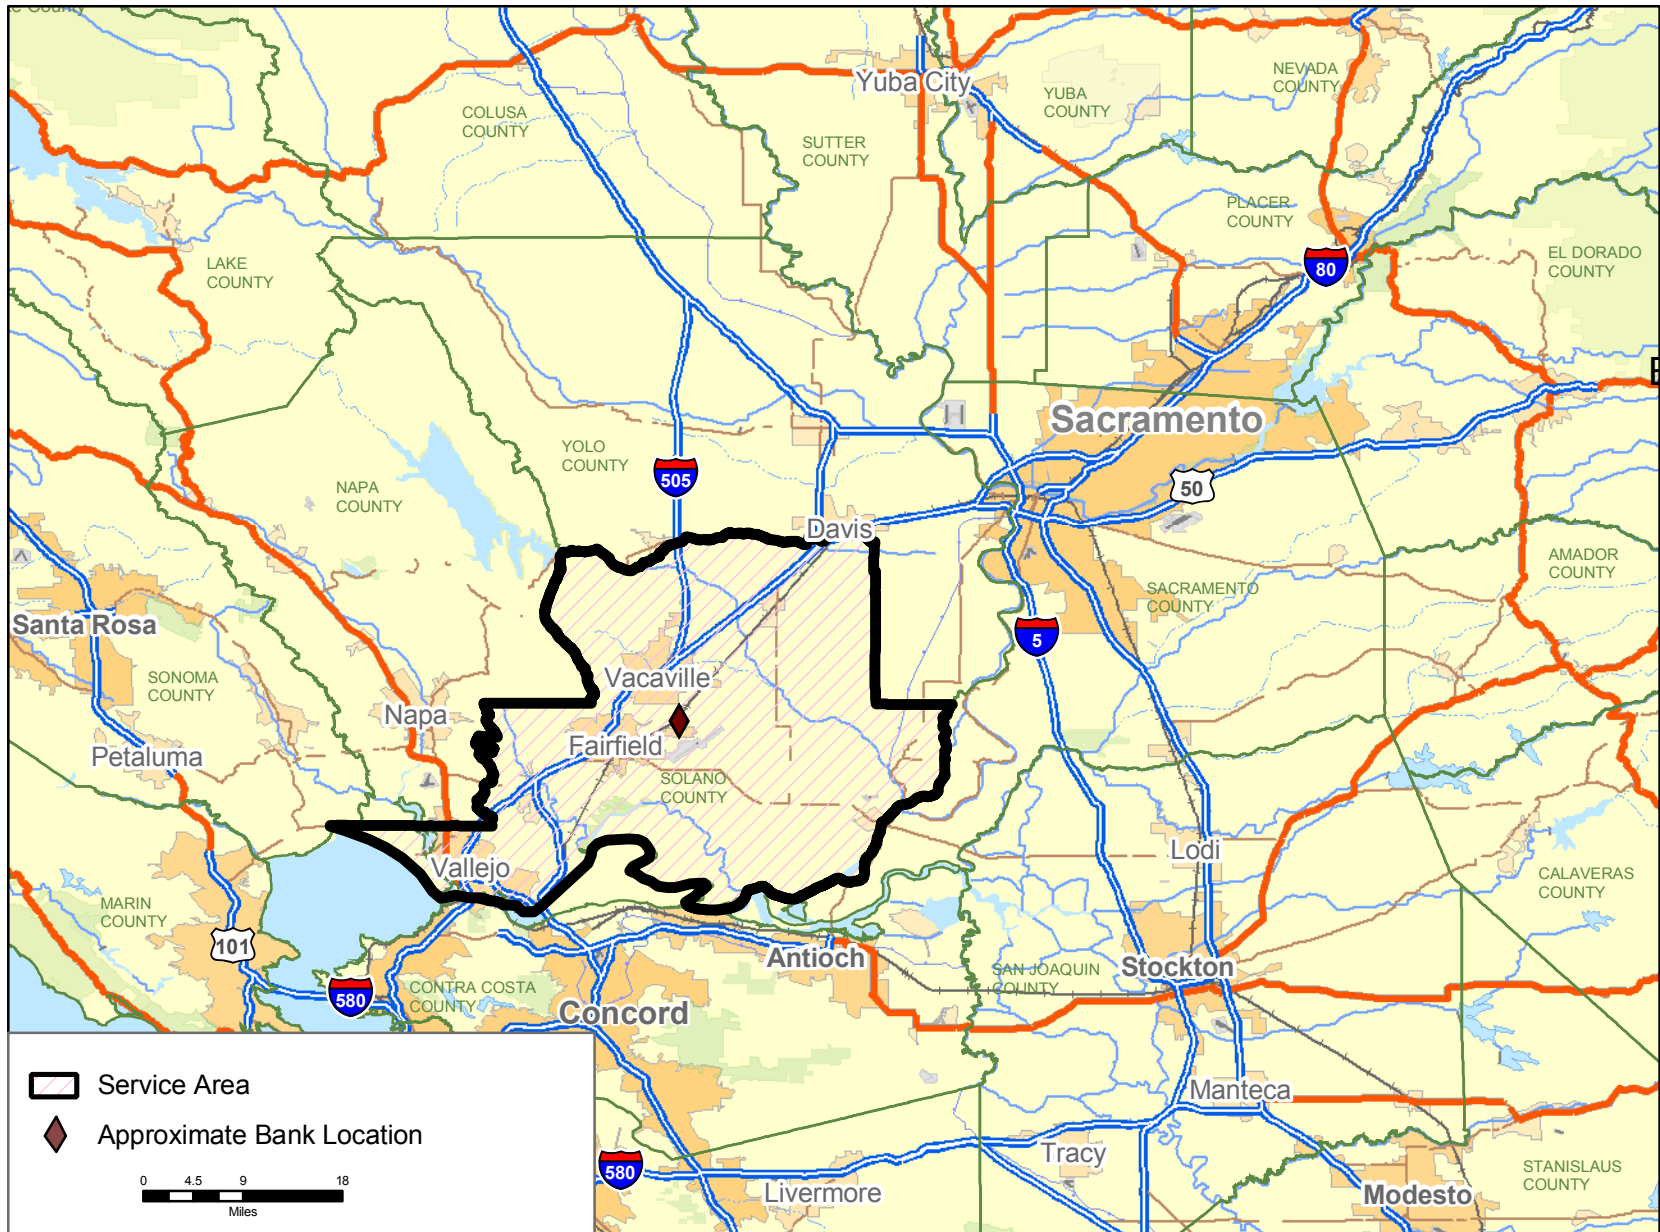 COLUSA
COUNTY
Yuba City
YUBA
COUNTY
NEVADA
COUNTY
SUTTER
COUNTY
PLACER
COUNTY
LAKE
COUNTY
EL DORADO
COUNTY
80
Sacramento
YOLO
COUNTY
505
NAPA
COUNTY
50
Davis
AMADOR
COUNTY
SACRAMENTO
COUNTY
Santa Rosa
5
SONOMA
COUNTY
Vacaville
Napa
Fairfield
Petaluma
SOLANO
COUNTY
Lodi
Vallejo
CALAVERAS
COUNTY
MARIN
COUNTY
101
Antioch
SAN JOAQUIN
COUNTY
Stockton
580
CONTRA COSTA
COUNTY
Concord
Manteca
Tracy
580
Livermore
STANISLAUS
COUNTY
Modesto
Service Area
Approximate Bank Location
0 4.5 9 18
Miles